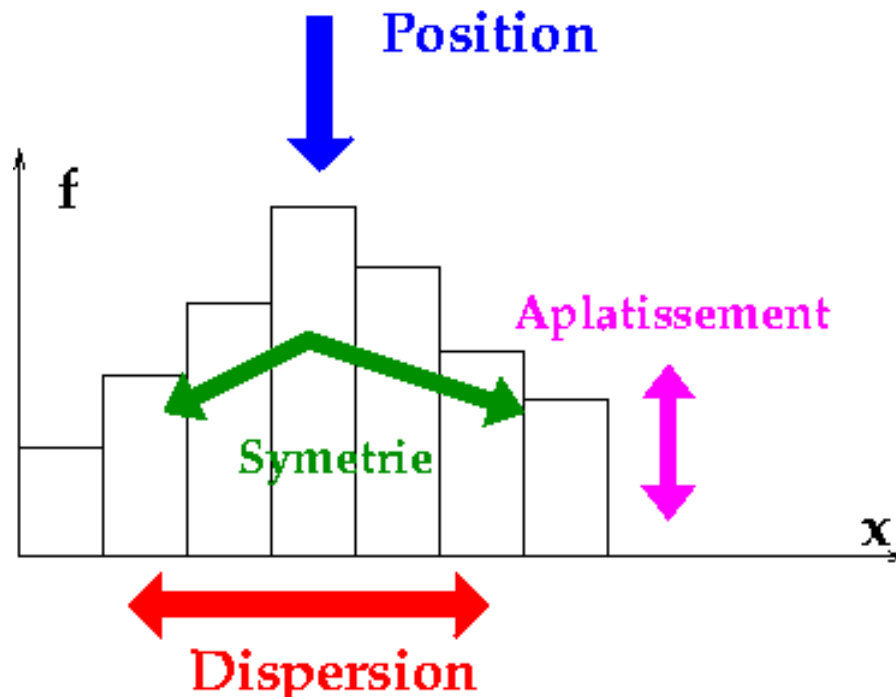 Position
f
Aplatissement
Symetrie
x
Dispersion